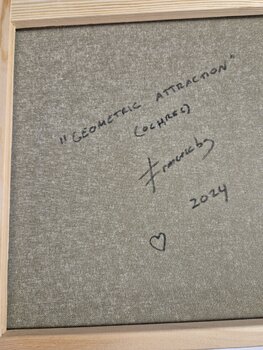 "GEOMETRIC ATTRACTION"
(OCHRES)
2024